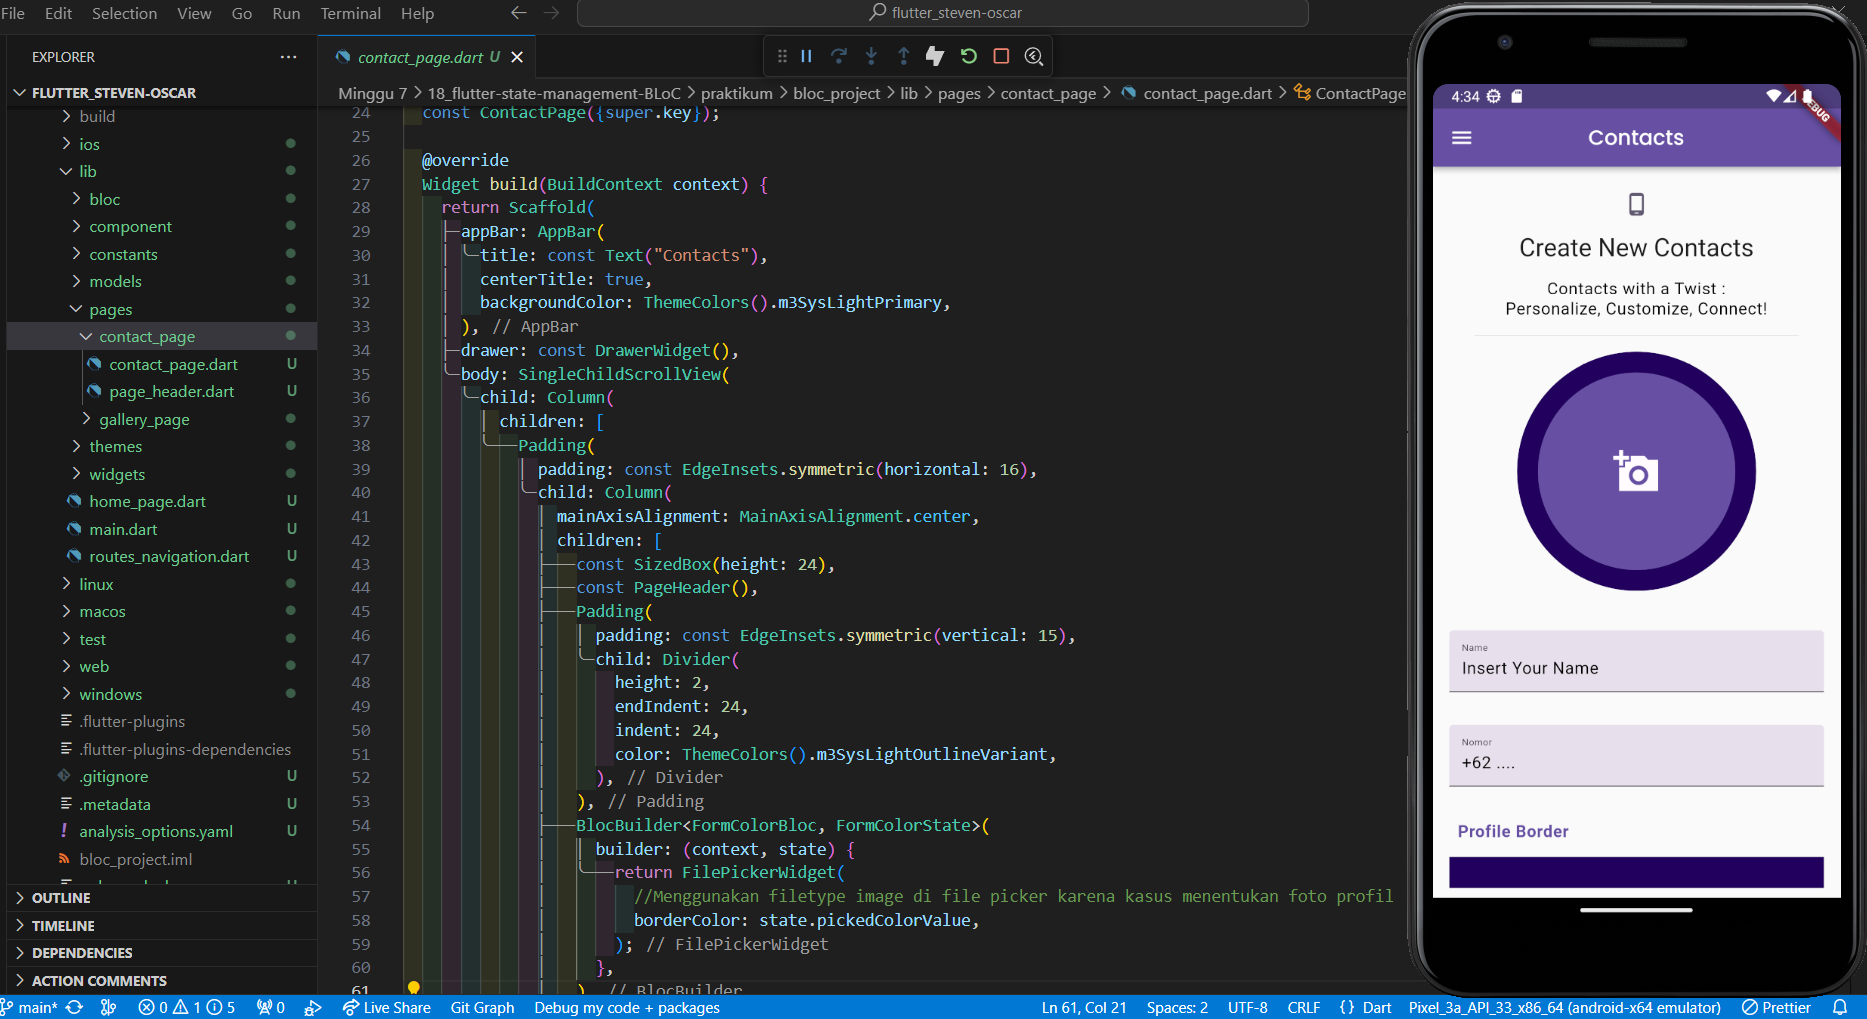 File Edit Selection View Go Run Terminal Help
flutter_steven-oscar
EXPLORER
FLUTTER_STEVEN-OSCAR
build
ios
lib
bloc
component
constants
models
pages
contact_page
contact_page.dart U
page_header.dart U
gallery_page
themes
widgets
home_page.dart U
main.dart U
routes_navigation.dart U
linux
macos
test
web
windows
.flutter-plugins
.flutter-plugins-dependencies
.gitignore U
.metadata U
analysis_options.yaml U
bloc_project.iml
OUTLINE
TIMELINE
DEPENDENCIES
ACTION COMMENTS
contact_page.dart U
Minggu 7 > 18_flutter-state-management-BLoC > praktikum > bloc_project > lib > pages > contact_page > contact_page.dart > ContactPage
24 const ContactPage({super.key});
25
26 @override
27 Widget build(BuildContext context) {
28 return Scaffold(
29 appBar: AppBar(
30 title: const Text("Contacts"),
31 centerTitle: true,
32 backgroundColor: ThemeColors().m3SysLightPrimary,
33 ), // AppBar
34 drawer: const DrawerWidget(),
35 body: SingleChildScrollView(
36 child: Column(
37 children: [
38 Padding(
39 padding: const EdgeInsets.symmetric(horizontal: 16),
40 child: Column(
41 mainAxisAlignment: MainAxisAlignment.center,
42 children: [
43 const SizedBox(height: 24),
44 const PageHeader(),
45 Padding(
46 padding: const EdgeInsets.symmetric(vertical: 15),
47 child: Divider(
48 height: 2,
49 endIndent: 24,
50 indent: 24,
51 color: ThemeColors().m3SysLightOutlineVariant,
52 ), // Divider
53 ), // Padding
54 BlocBuilder<FormColorBloc, FormColorState>(
55 builder: (context, state) {
56 return FilePickerWidget(
57 //Menggunakan filetype image di file picker karena kasus menentukan foto profil
58 borderColor: state.pickedColorValue,
59 ); // FilePickerWidget
60 },
61 ) // BlocBuilder
4:34
DEBUG
Contacts
Create New Contacts
Contacts with a Twist :
Personalize, Customize, Connect!
Name
Insert Your Name
Nomor
+62 ....
Profile Border
main* 0 1 5 0 Live Share Git Graph Debug my code + packages Ln 61, Col 21 Spaces: 2 UTF-8 CRLF {} Dart Pixel_3a_API_33_x86_64 (android-x64 emulator) Prettier